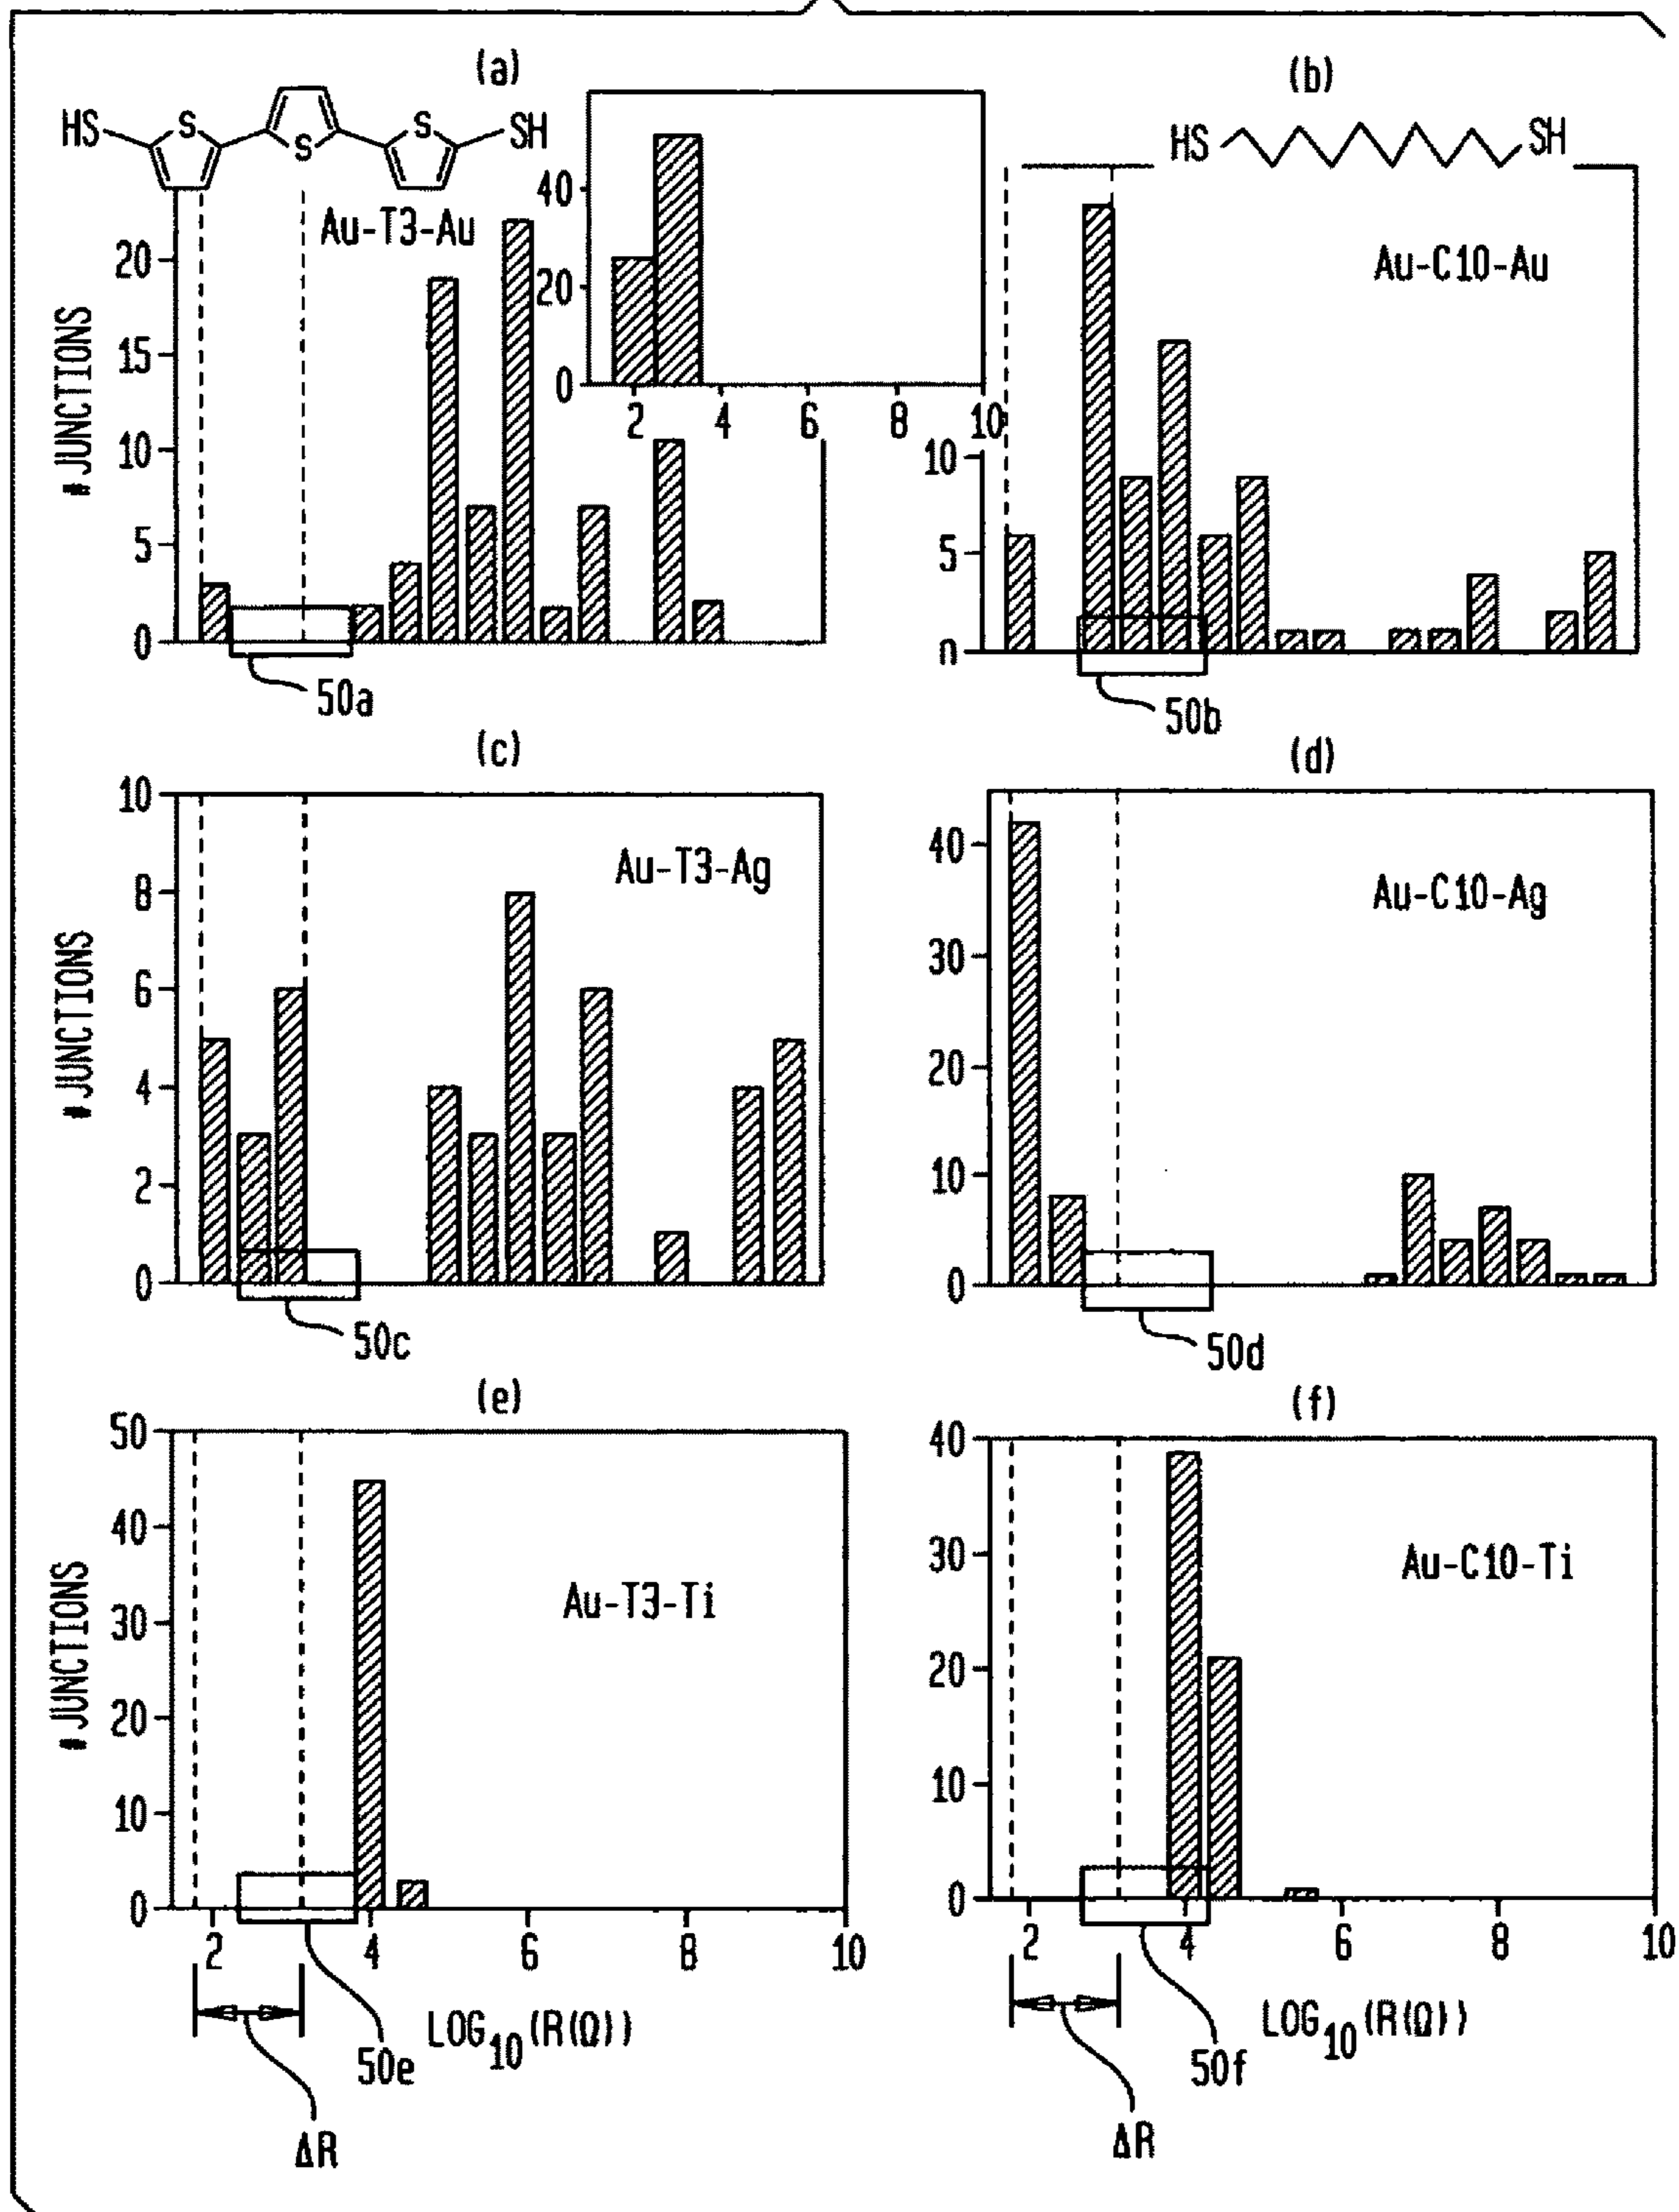 (a)
HS S S S SH
Au-T3-Au
# JUNCTIONS
20
15
10
5
0
40
20
0
2 4 6 8 10
50a
(b)
HS SH
Au-C10-Au
10
5
0
50b
(c)
Au-T3-Ag
# JUNCTIONS
10
8
6
4
2
0
50c
(d)
Au-C10-Ag
40
30
20
10
0
50d
(e)
Au-T3-Ti
# JUNCTIONS
50
40
30
20
10
0
2 4 6 8 10
LOG10(R(Ω))
50e
ΔR
(f)
Au-C10-Ti
40
30
20
10
0
2 4 6 8 10
LOG10(R(Ω))
50f
ΔR